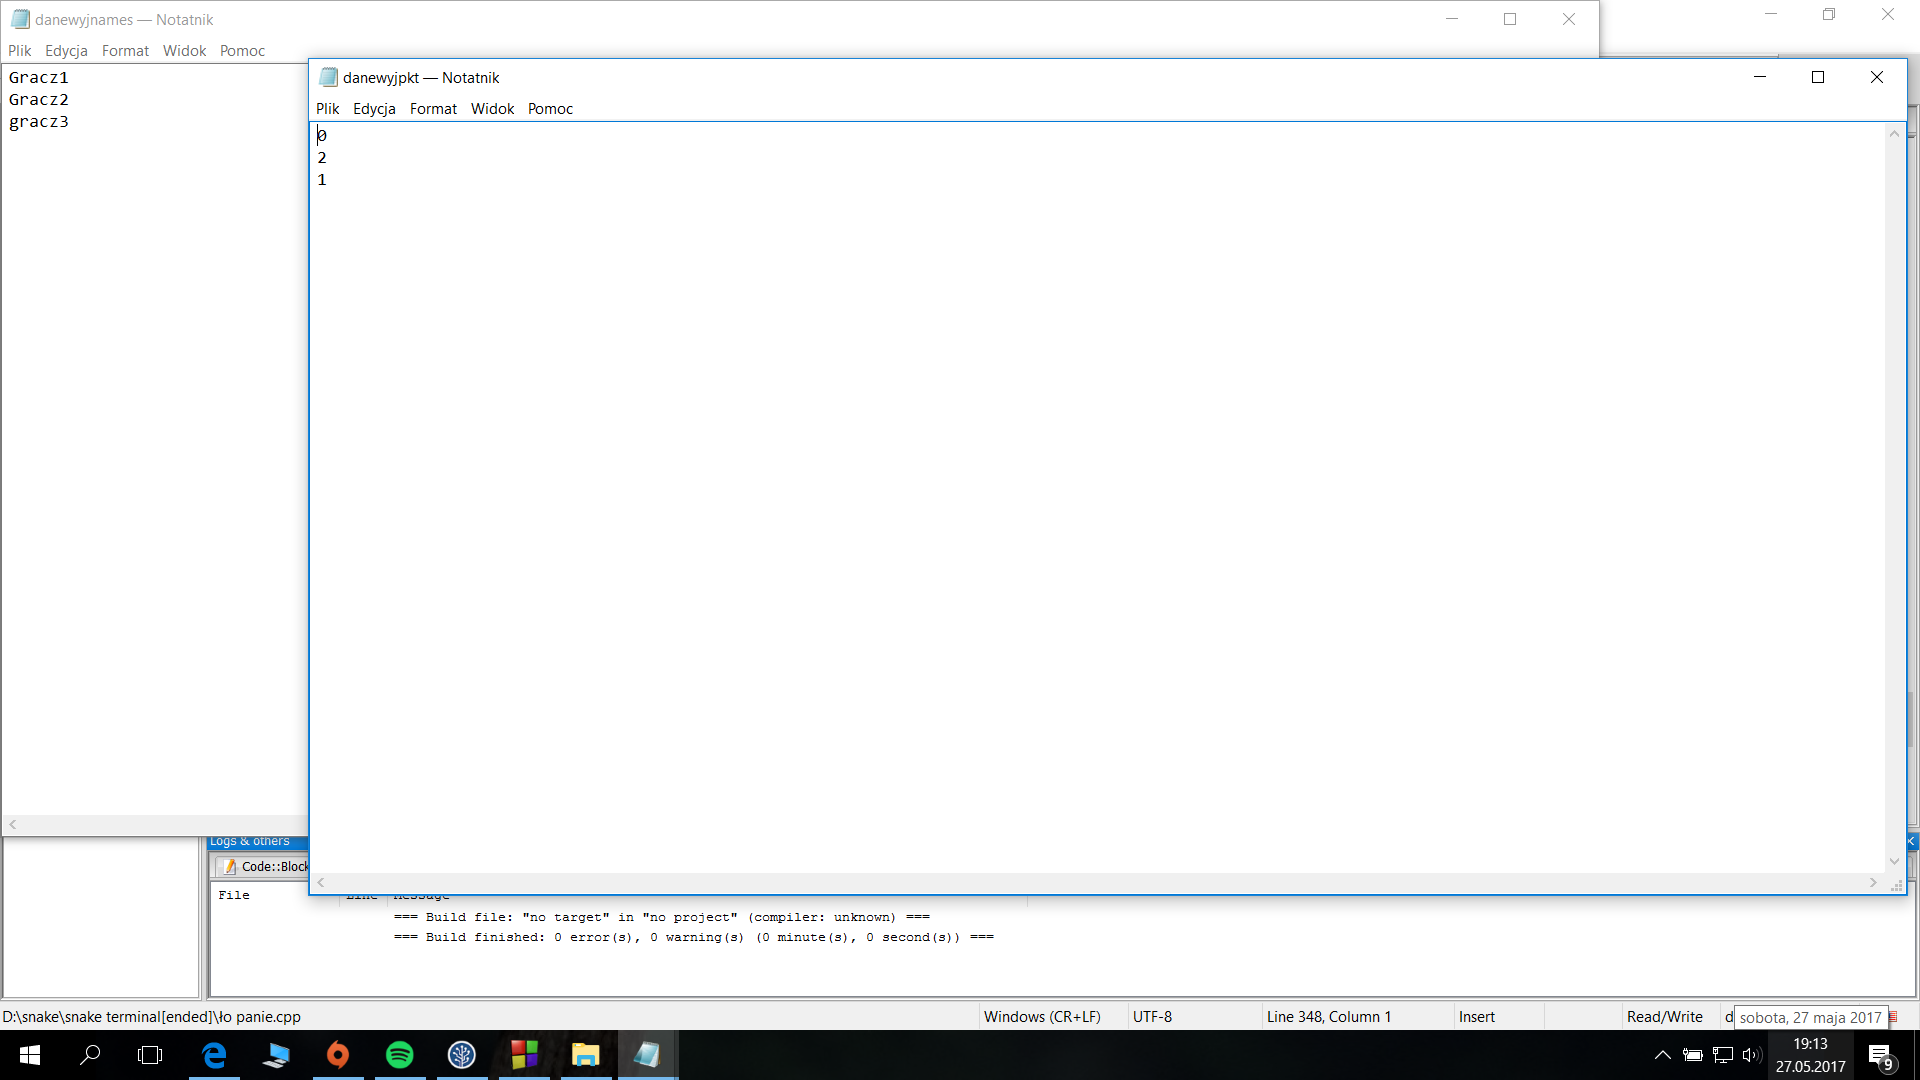 danewyjnames — Notatnik
Plik Edycja Format Widok Pomoc
Gracz1
Gracz2
gracz3
danewyjpkt — Notatnik
Plik Edycja Format Widok Pomoc
0
2
1
Logs & others
Code::Block
File Line Message
=== Build file: "no target" in "no project" (compiler: unknown) ===
=== Build finished: 0 error(s), 0 warning(s) (0 minute(s), 0 second(s)) ===
D:\snake\snake terminal[ended]\ło panie.cpp Windows (CR+LF) UTF-8 Line 348, Column 1 Insert Read/Write d
sobota, 27 maja 2017
19:13
27.05.2017
9